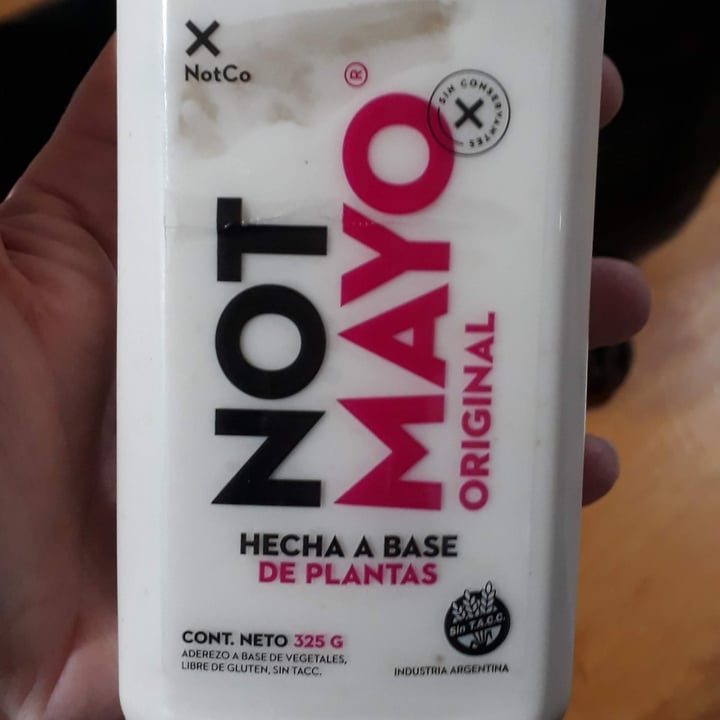 NotCo
SIN CONSERVANTES
NOT
MAYO®
ORIGINAL
HECHA A BASE
DE PLANTAS
CONT. NETO 325 G
ADEREZO A BASE DE VEGETALES,
LIBRE DE GLUTEN, SIN TACC.
Sin T.A.C.C.
INDUSTRIA ARGENTINA